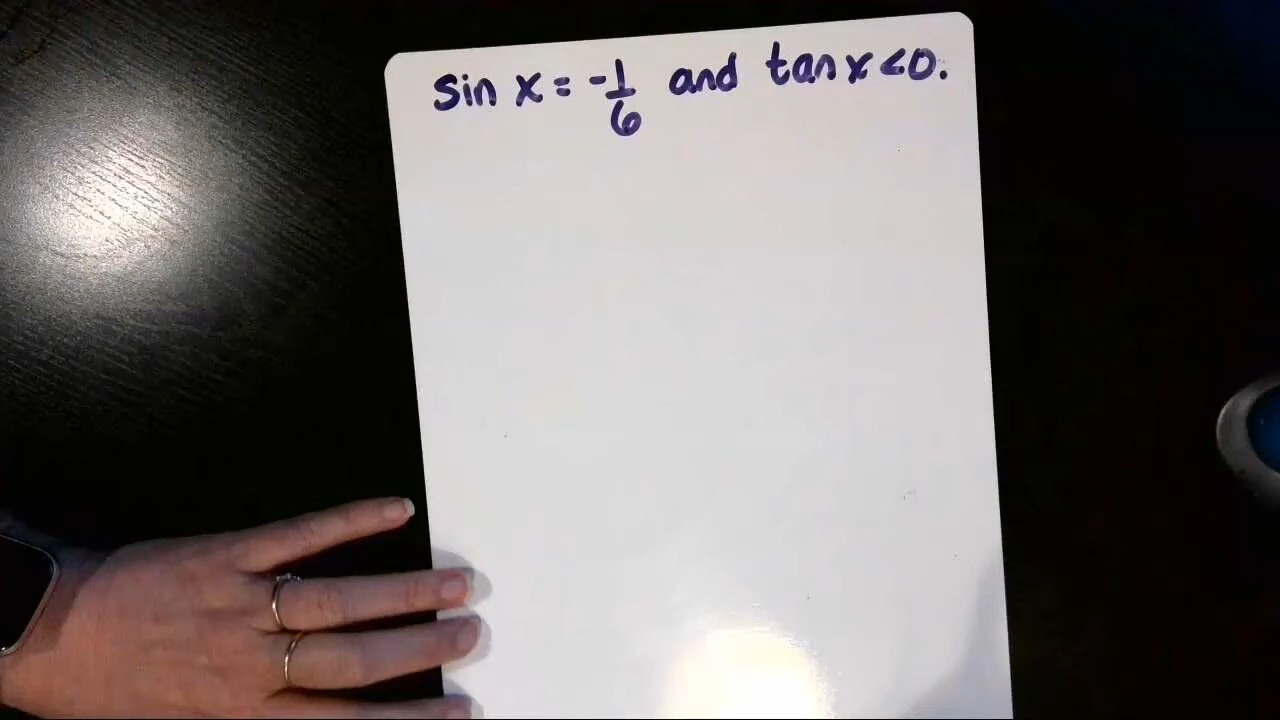 sin x = -1/6 and tan x < 0.